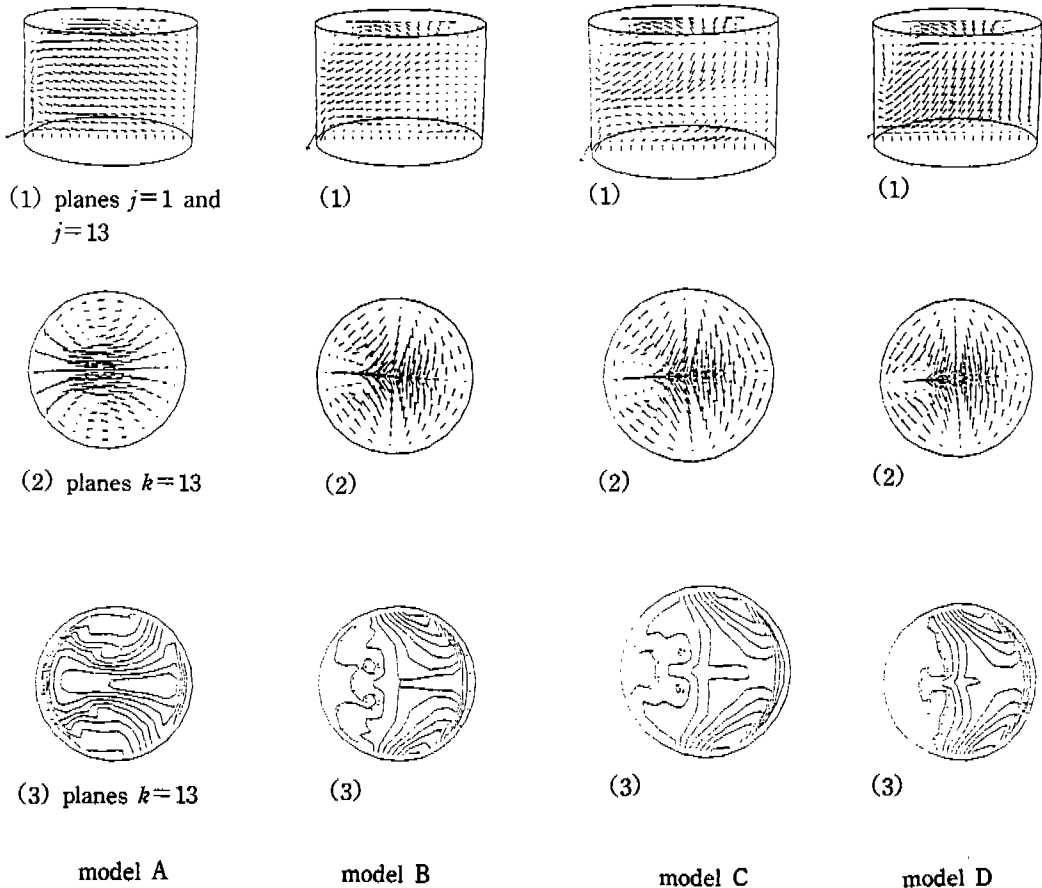 (1) planes j=1 and
j=13
(1)
(1)
(1)
(2) planes k=13
(2)
(2)
(2)
(3) planes k=13
(3)
(3)
(3)
model A
model B
model C
model D